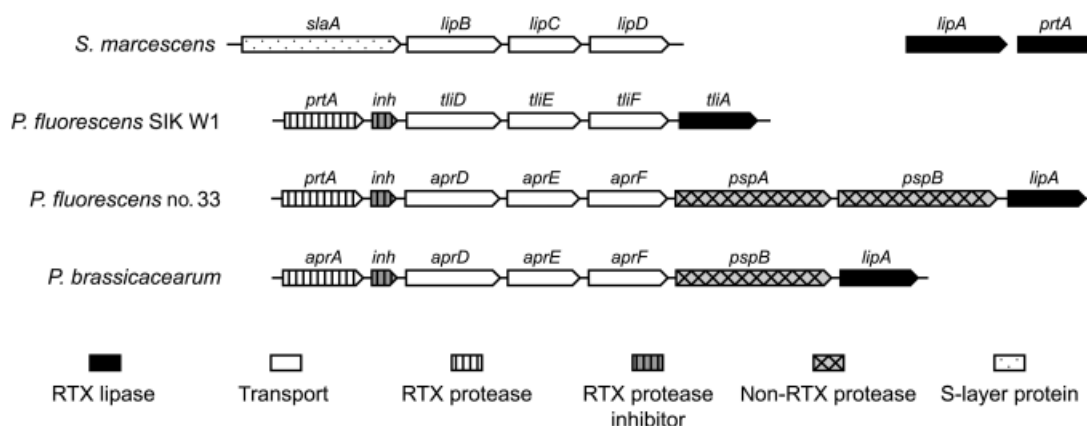 slaA lipB lipC lipD lipA prtA
S. marcescens
prtA inh tliD tliE tliF tliA
P. fluorescens SIK W1
prtA inh aprD aprE aprF pspA pspB lipA
P. fluorescens no. 33
aprA inh aprD aprE aprF pspB lipA
P. brassicacearum
RTX lipase Transport RTX protease RTX protease Non-RTX protease S-layer protein
inhibitor